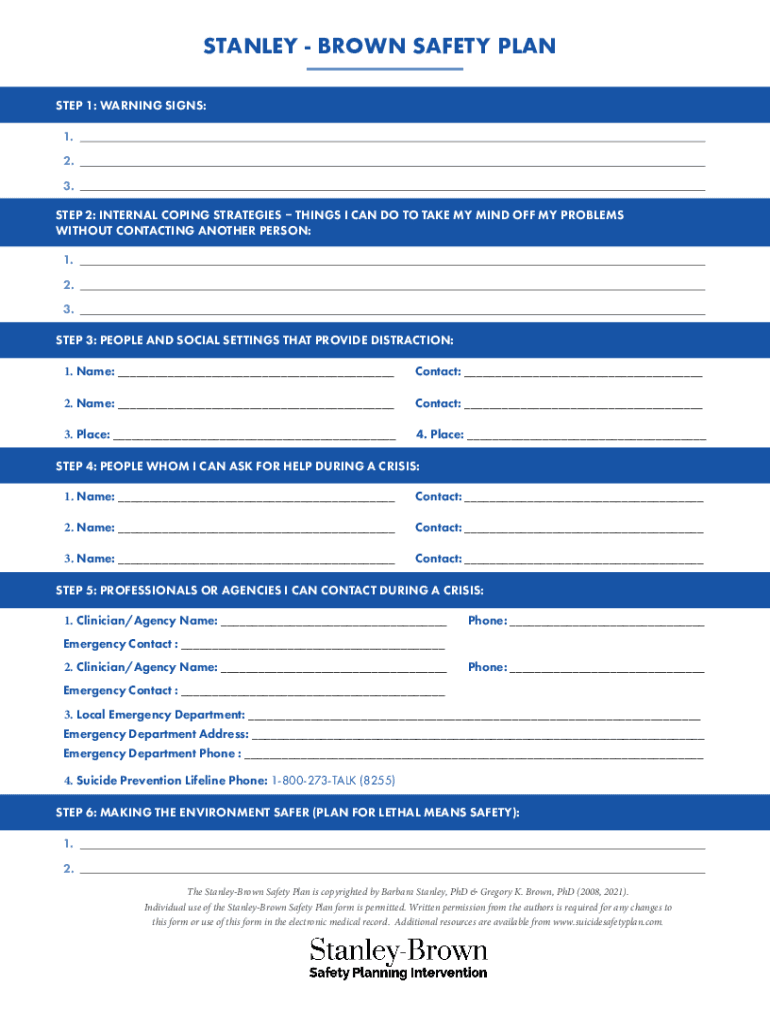 STANLEY - BROWN SAFETY PLAN
STEP 1: WARNING SIGNS:
1.
2.
3.
STEP 2: INTERNAL COPING STRATEGIES – THINGS I CAN DO TO TAKE MY MIND OFF MY PROBLEMS
WITHOUT CONTACTING ANOTHER PERSON:
1.
2.
3.
STEP 3: PEOPLE AND SOCIAL SETTINGS THAT PROVIDE DISTRACTION:
1. Name: Contact:
2. Name: Contact:
3. Place: 4. Place:
STEP 4: PEOPLE WHOM I CAN ASK FOR HELP DURING A CRISIS:
1. Name: Contact:
2. Name: Contact:
3. Name: Contact:
STEP 5: PROFESSIONALS OR AGENCIES I CAN CONTACT DURING A CRISIS:
1. Clinician/Agency Name: Phone:
Emergency Contact :
2. Clinician/Agency Name: Phone:
Emergency Contact :
3. Local Emergency Department:
Emergency Department Address:
Emergency Department Phone :
4. Suicide Prevention Lifeline Phone: 1-800-273-TALK (8255)
STEP 6: MAKING THE ENVIRONMENT SAFER (PLAN FOR LETHAL MEANS SAFETY):
1.
2.
The Stanley-Brown Safety Plan is copyrighted by Barbara Stanley, PhD & Gregory K. Brown, PhD (2008, 2021).
Individual use of the Stanley-Brown Safety Plan form is permitted. Written permission from the authors is required for any changes to
this form or use of this form in the electronic medical record. Additional resources are available from www.suicidesafetyplan.com.
Stanley-Brown
Safety Planning Intervention